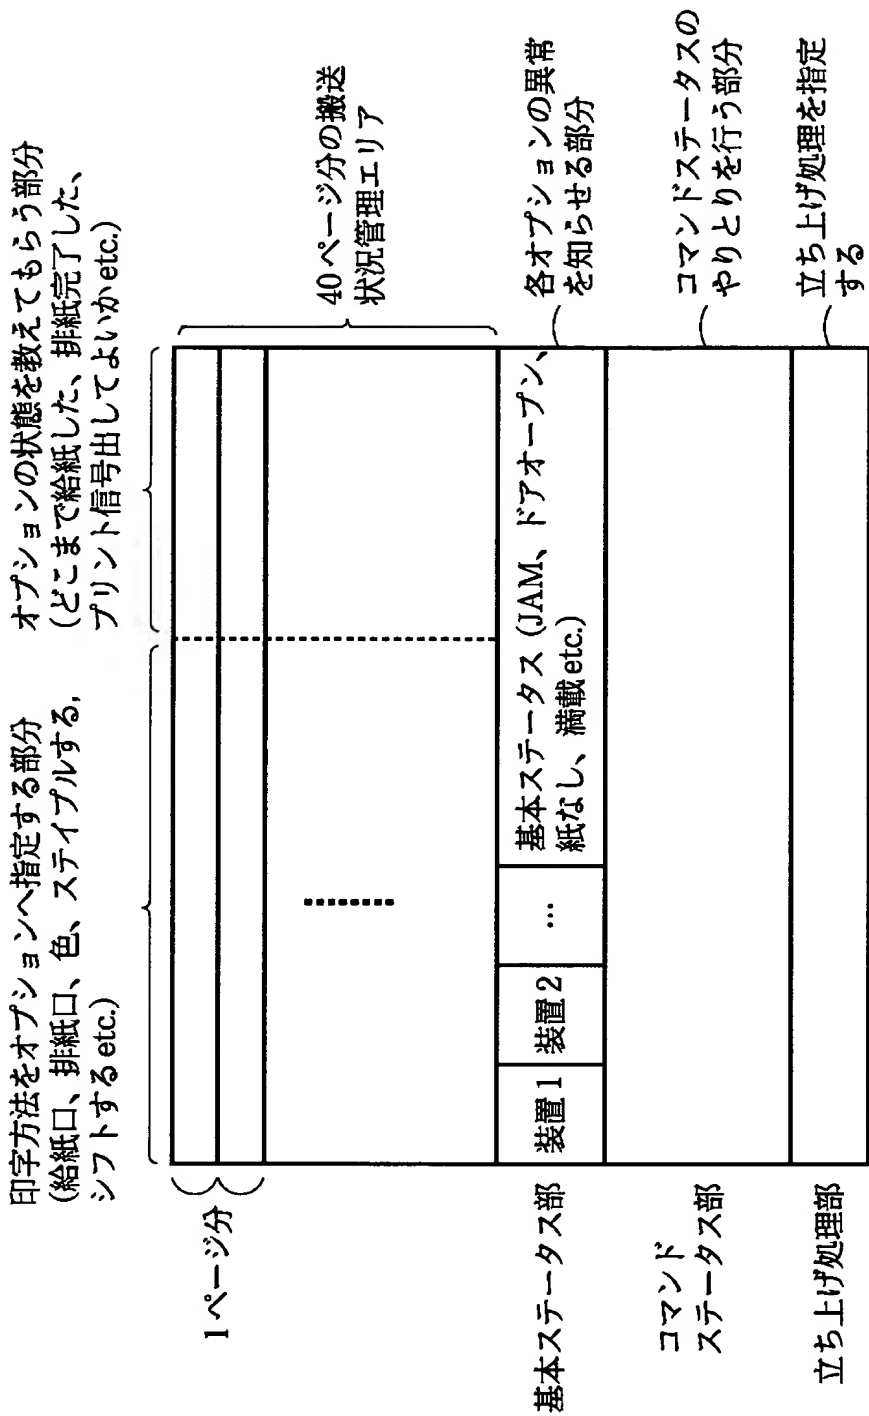 印字方法をオプションへ指定する部分
(給紙口、排紙口、色、ステイプルする,
シフトするetc.)
オプションの状態を教えてもらう部分
(どこまで給紙した、排紙完了した、
プリント信号出してよいかetc.)
1ページ分
40ページ分の搬送
状況管理エリア
基本ステータス部
装置1
装置2
…
基本ステータス(JAM、ドアオープン、
紙なし、満載etc.)
各オプションの異常
を知らせる部分
コマンド
ステータス部
コマンドステータスの
やりとりを行う部分
立ち上げ処理部
立ち上げ処理を指定
する